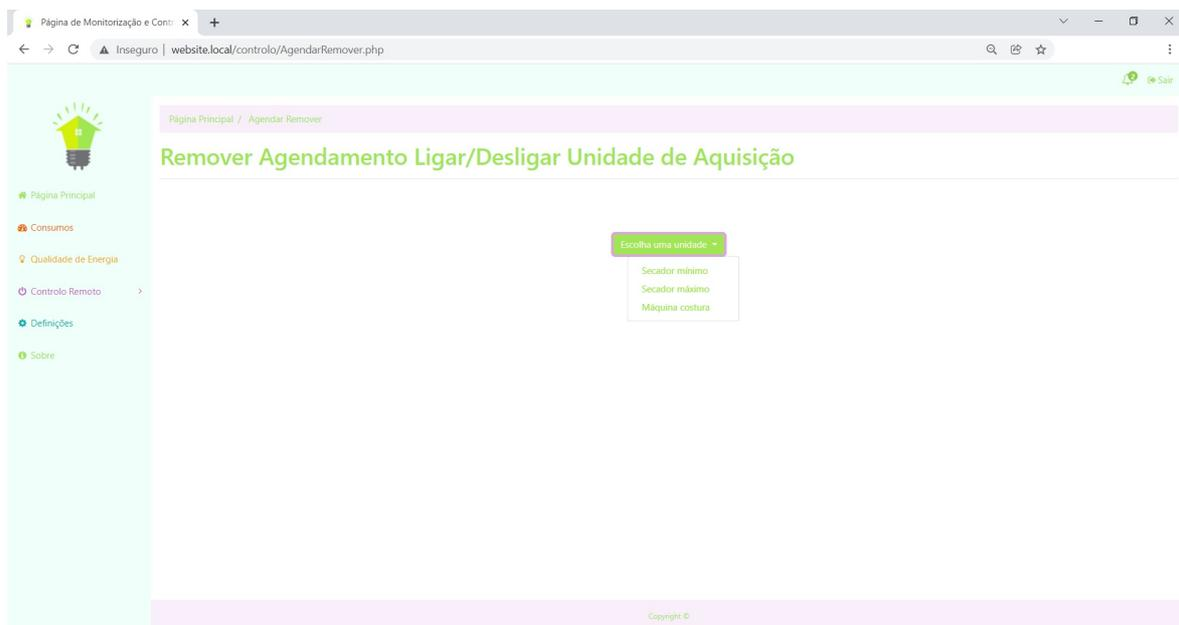 Página de Monitorização e Contr
Inseguro | website.local/controlo/AgendarRemover.php
2 Sair
Página Principal / Agendar Remover
Remover Agendamento Ligar/Desligar Unidade de Aquisição
Página Principal
Consumos
Qualidade de Energia
Controlo Remoto
Definições
Sobre
Escolha uma unidade
Secador mínimo
Secador máximo
Máquina costura
Copyright ©